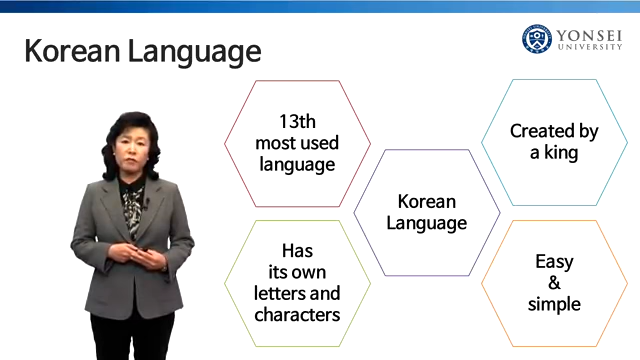 Korean Language
YONSEI
UNIVERSITY
13th
most used
language
Created by
a king
Korean
Language
Has
its own
letters and
characters
Easy
&
simple